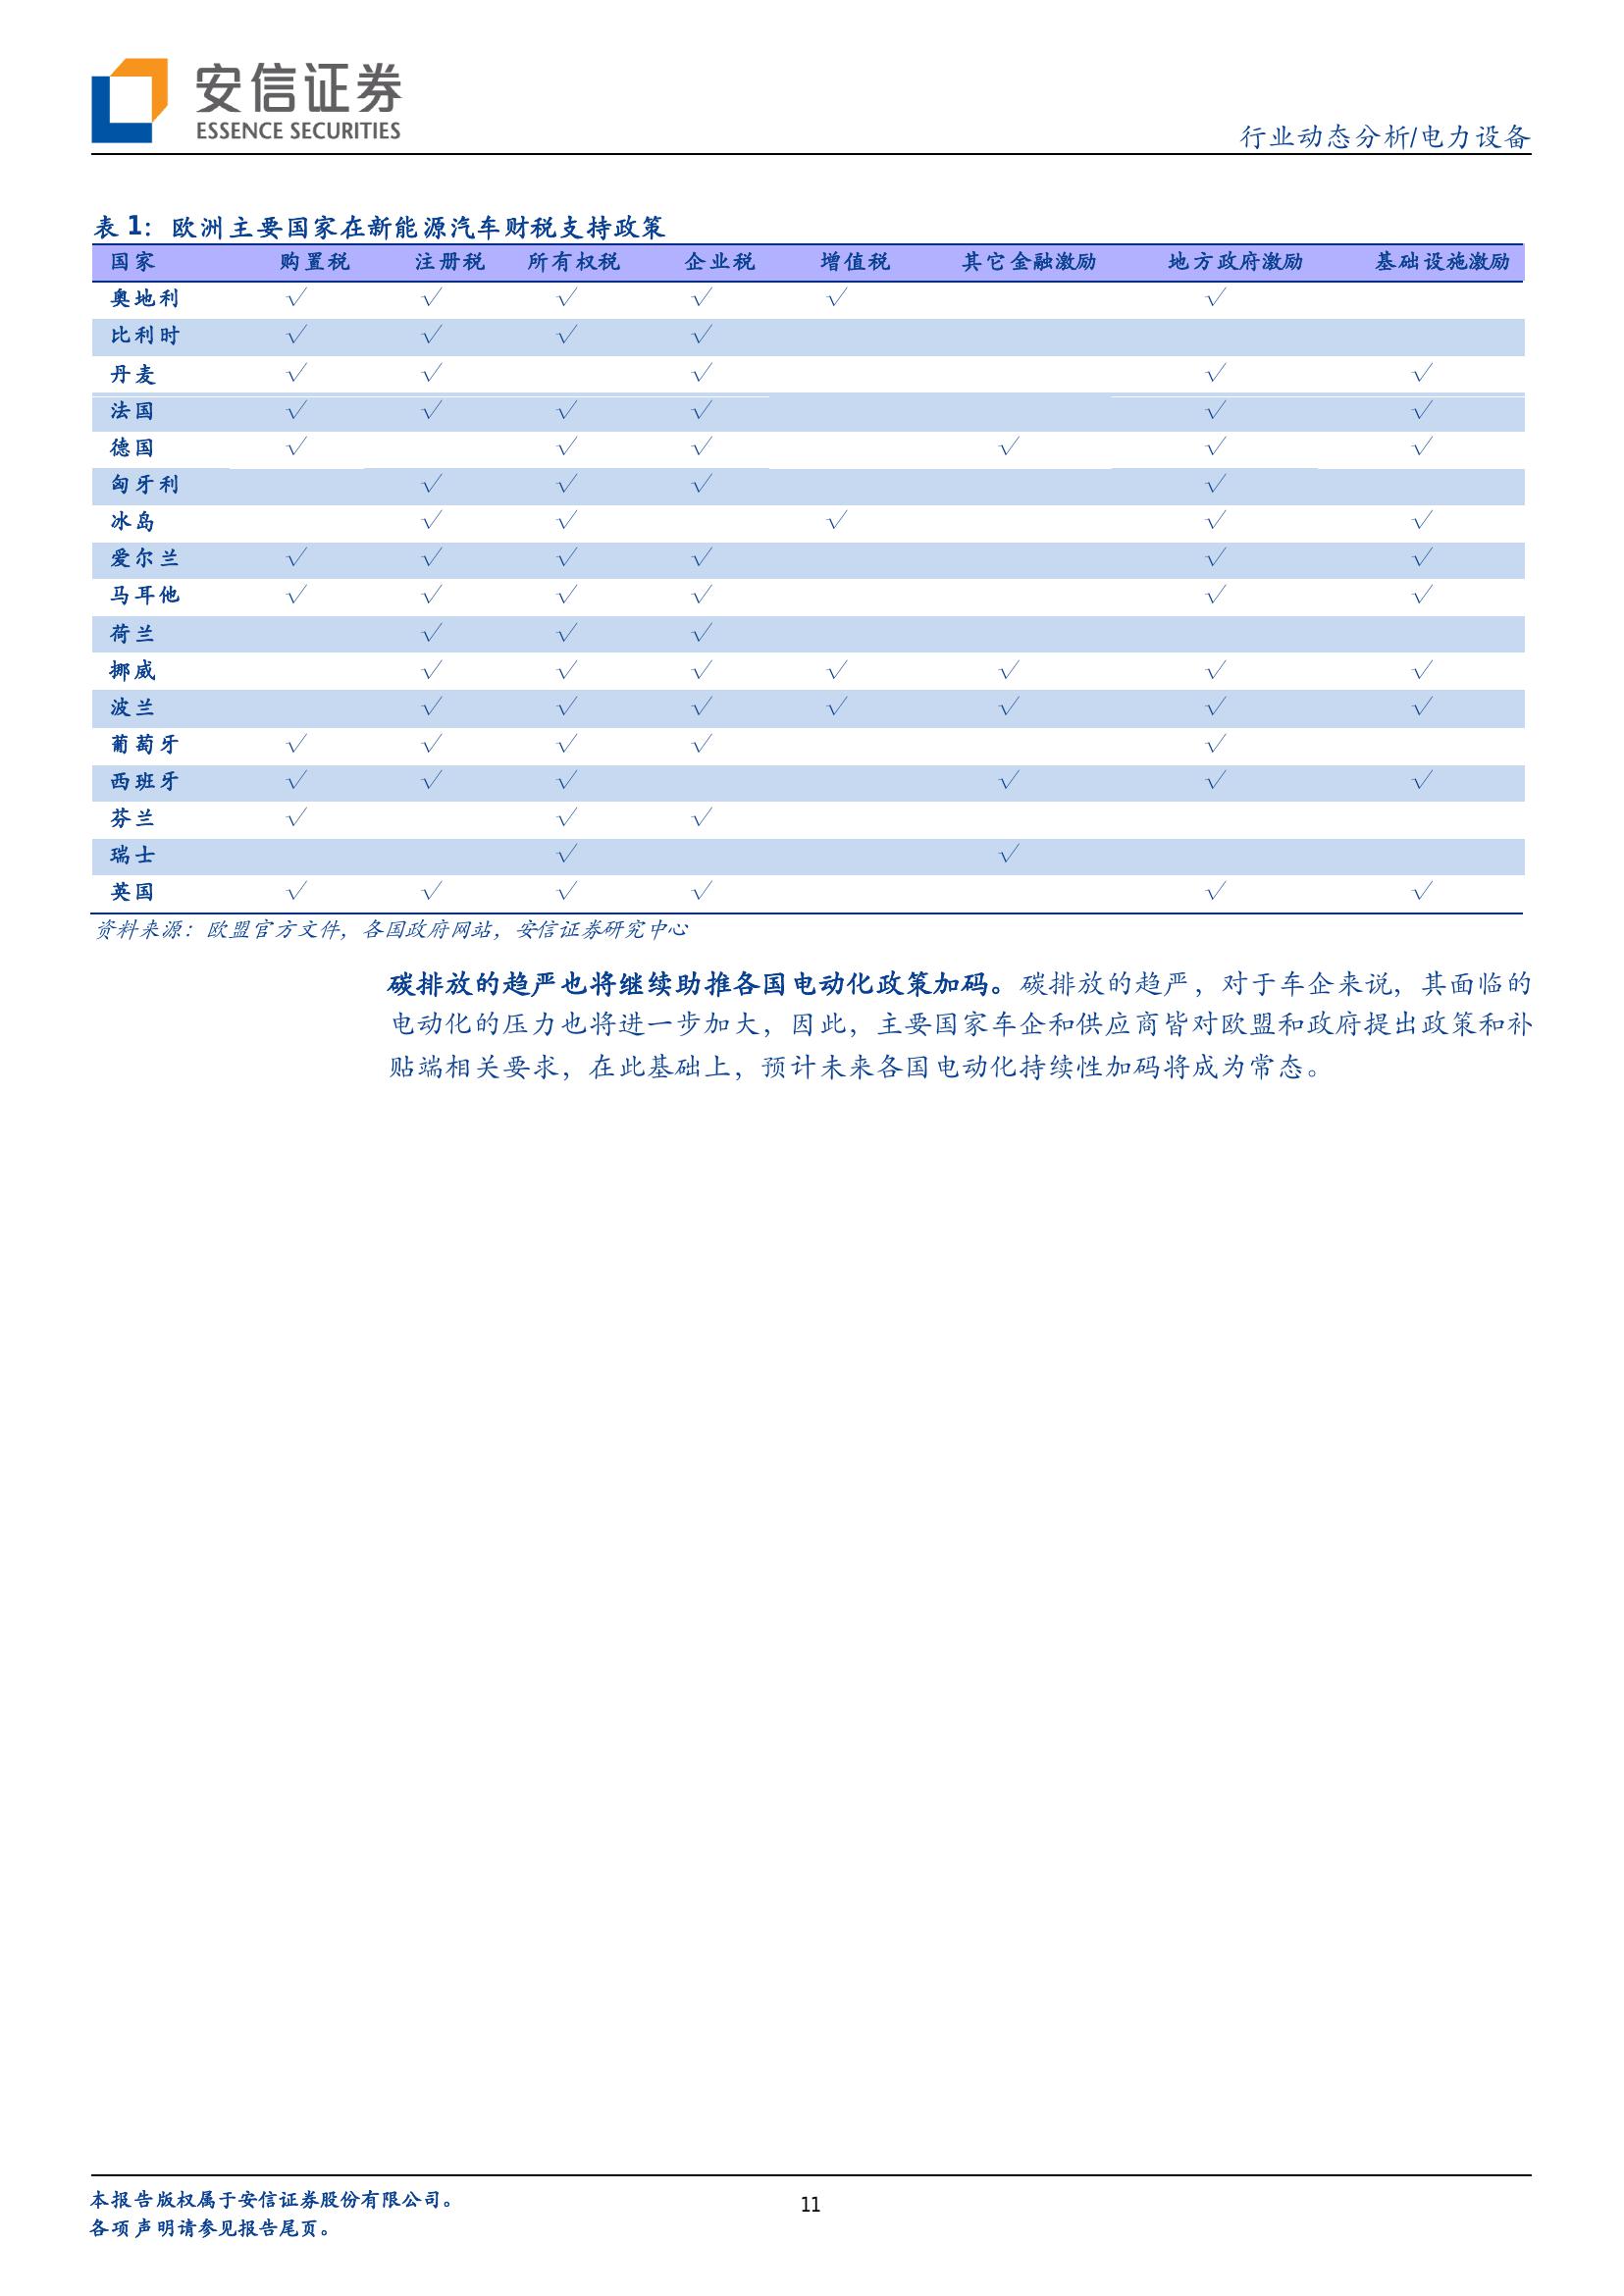 安信证券
ESSENCE SECURITIES
行业动态分析/电力设备
表 1：欧洲主要国家在新能源汽车财税支持政策
国家 购置税 注册税 所有权税 企业税 增值税 其它金融激励 地方政府激励 基础设施激励
奥地利 √ √ √ √ √ √
比利时 √ √ √ √
丹麦 √ √ √ √ √
法国 √ √ √ √ √ √
德国 √ √ √ √ √ √
匈牙利 √ √ √ √
冰岛 √ √ √ √ √
爱尔兰 √ √ √ √ √ √
马耳他 √ √ √ √ √ √
荷兰 √ √ √
挪威 √ √ √ √ √ √ √
波兰 √ √ √ √ √ √ √
葡萄牙 √ √ √ √ √
西班牙 √ √ √ √ √ √
芬兰 √ √ √
瑞士 √ √
英国 √ √ √ √ √ √
资料来源：欧盟官方文件，各国政府网站，安信证券研究中心
碳排放的趋严也将继续助推各国电动化政策加码。碳排放的趋严，对于车企来说，其面临的
电动化的压力也将进一步加大，因此，主要国家车企和供应商皆对欧盟和政府提出政策和补
贴端相关要求，在此基础上，预计未来各国电动化持续性加码将成为常态。
本报告版权属于安信证券股份有限公司。
各项声明请参见报告尾页。
11